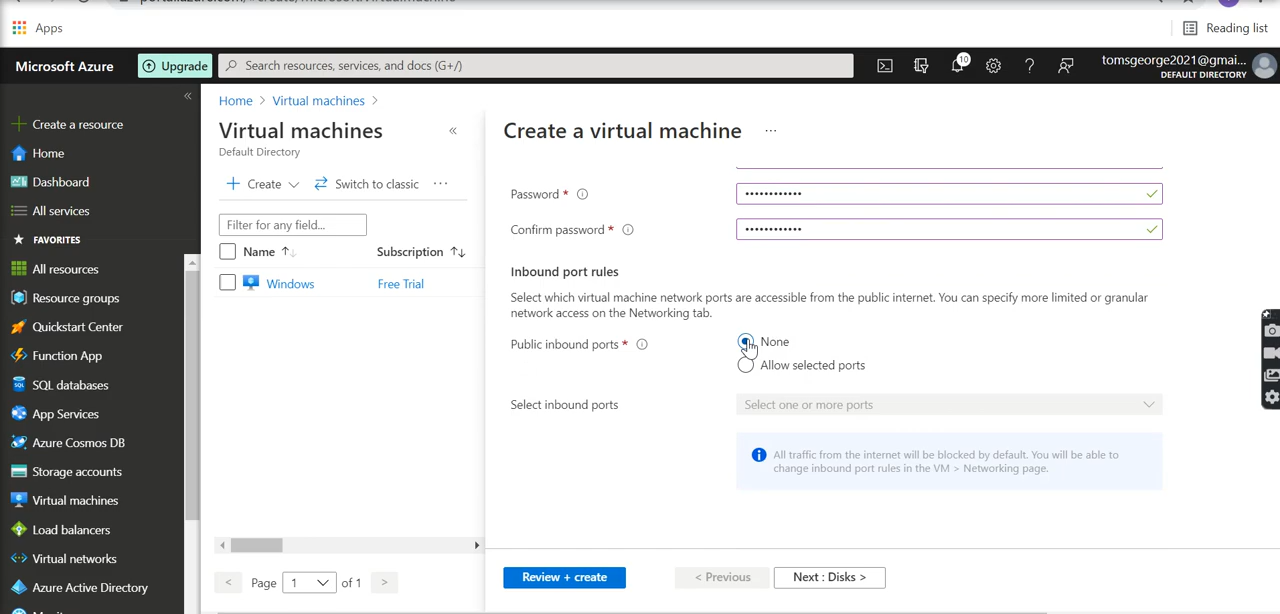 Apps
Reading list
Microsoft Azure
Upgrade
Search resources, services, and docs (G+/)
10
tomsgeorge2021@gmai...
DEFAULT DIRECTORY
Create a resource
Home
Dashboard
All services
FAVORITES
All resources
Resource groups
Quickstart Center
Function App
SQL databases
App Services
Azure Cosmos DB
Storage accounts
Virtual machines
Load balancers
Virtual networks
Azure Active Directory
Home > Virtual machines >
Virtual machines
Default Directory
Create
Switch to classic
Filter for any field...
Name
Subscription
Windows
Free Trial
< Page 1 of 1 >
Create a virtual machine
Password *
Confirm password *
Inbound port rules
Select which virtual machine network ports are accessible from the public internet. You can specify more limited or granular
network access on the Networking tab.
Public inbound ports *
None
Allow selected ports
Select inbound ports
Select one or more ports
All traffic from the internet will be blocked by default. You will be able to
change inbound port rules in the VM > Networking page.
Review + create
< Previous
Next : Disks >